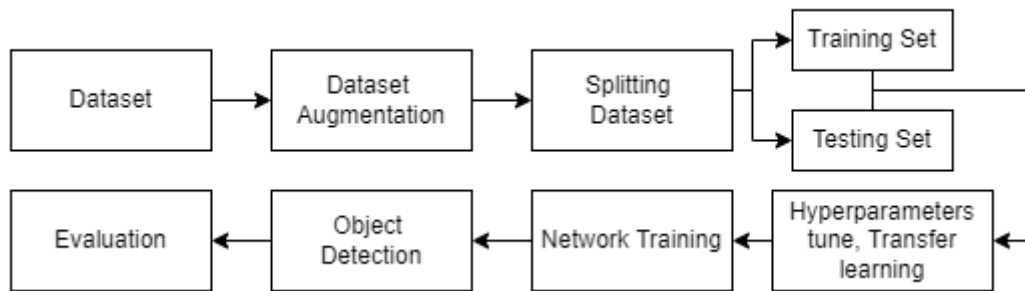 Dataset
Dataset
Augmentation
Splitting
Dataset
Training Set
Testing Set
Hyperparameters
tune, Transfer
learning
Network Training
Object
Detection
Evaluation